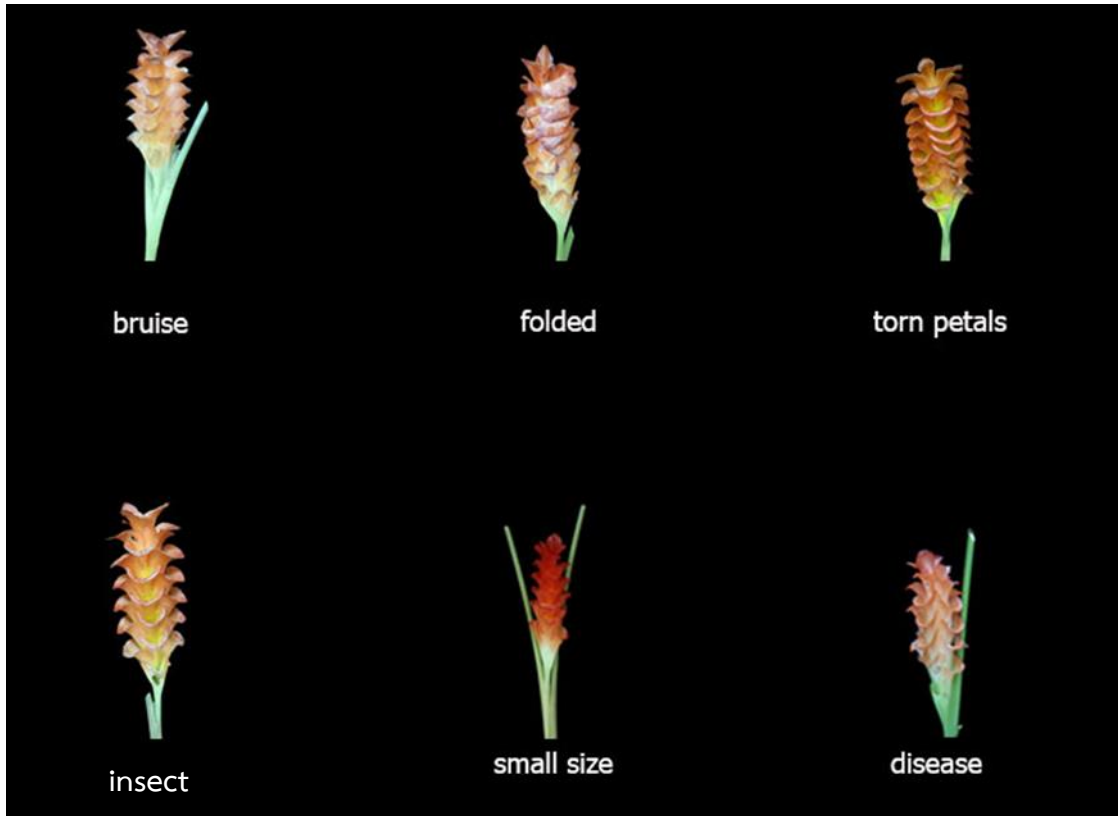 bruise
folded
torn petals
insect
small size
disease